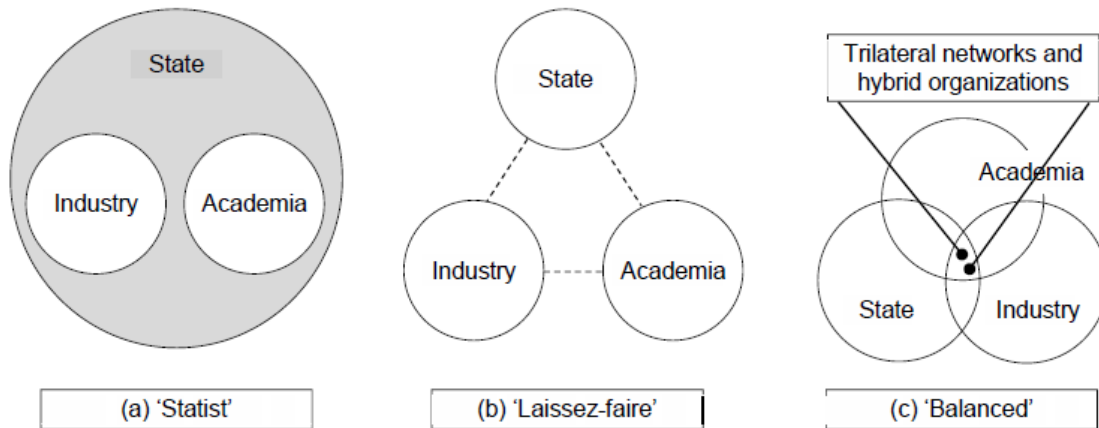 State
Industry
Academia
(a) ‘Statist’
State
Industry
Academia
(b) ‘Laissez-faire’
Trilateral networks and
hybrid organizations
Academia
State
Industry
(c) ‘Balanced’